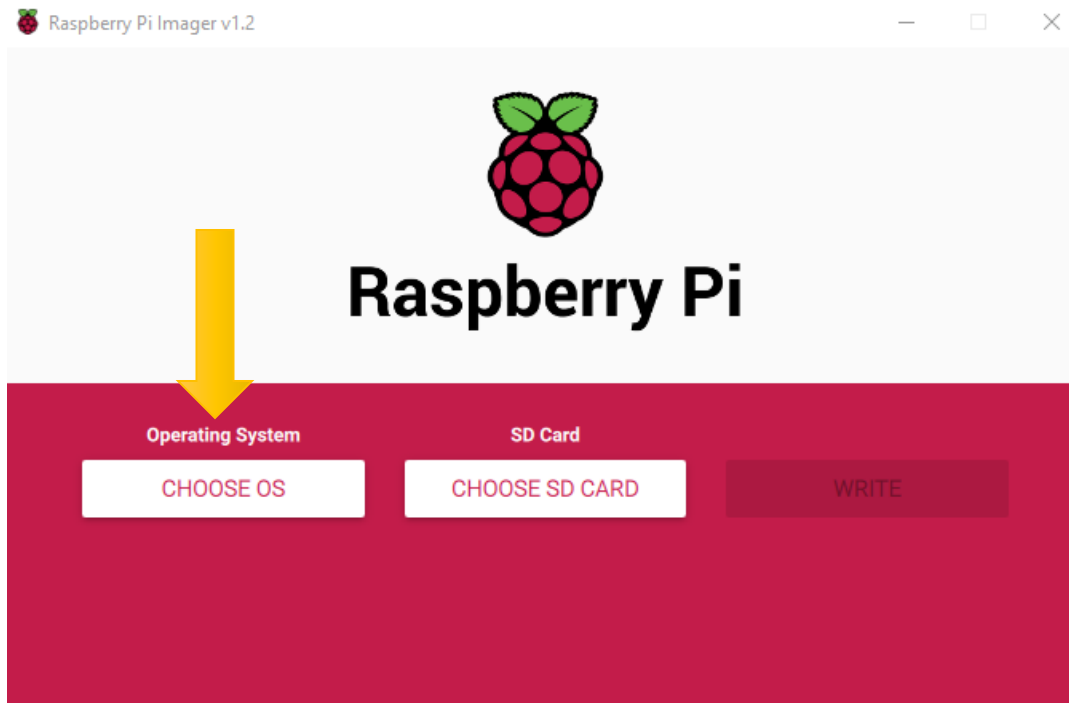 Raspberry Pi Imager v1.2
Raspberry Pi
Operating System
SD Card
CHOOSE OS
CHOOSE SD CARD
WRITE